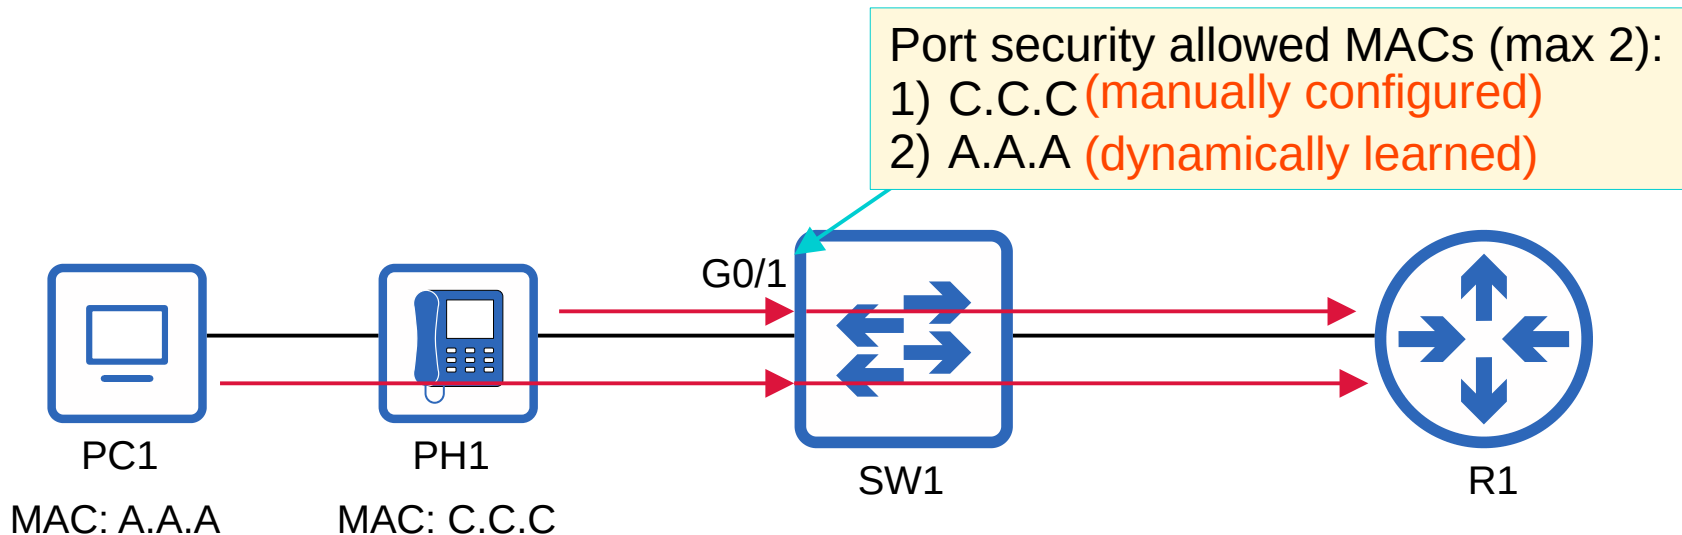 Port security allowed MACs (max 2):
1) C.C.C (manually configured)
2) A.A.A (dynamically learned)
G0/1
PC1
PH1
SW1
R1
MAC: A.A.A
MAC: C.C.C